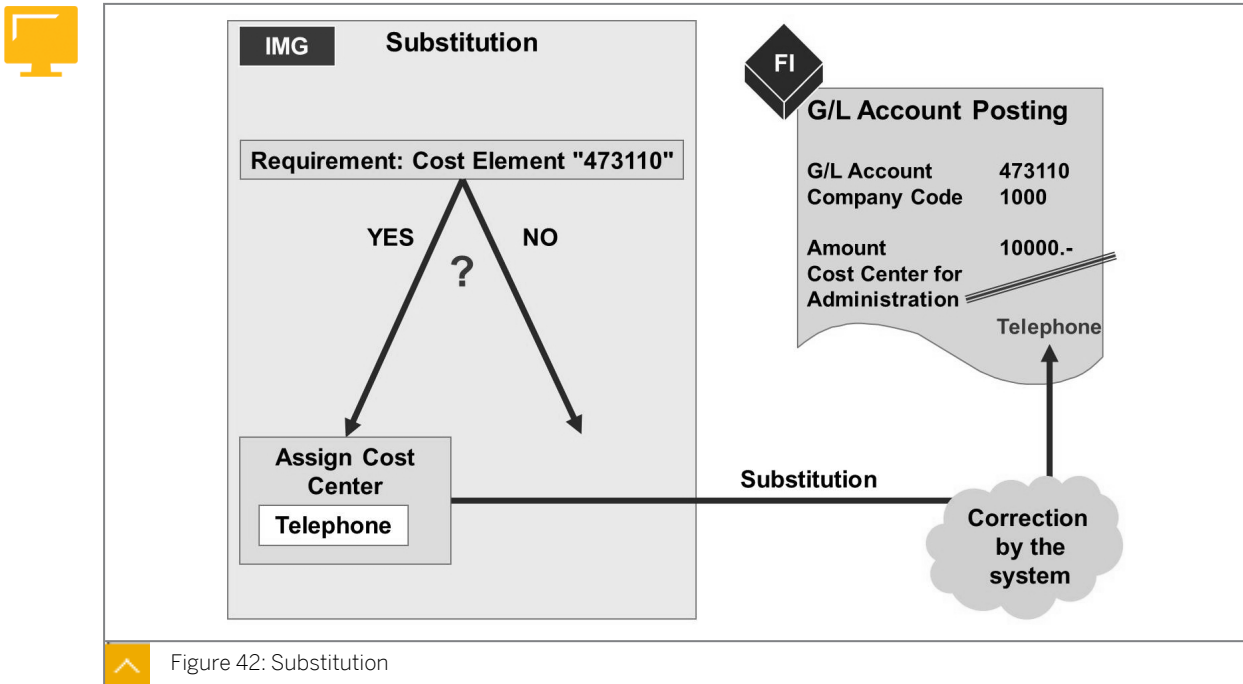 IMG
Substitution
Requirement: Cost Element "473110"
YES
NO
?
Assign Cost
Center
Telephone
Substitution
FI
G/L Account Posting
G/L Account 473110
Company Code 1000
Amount 10000.-
Cost Center for
Administration
Telephone
Correction
by the
system
Figure 42: Substitution